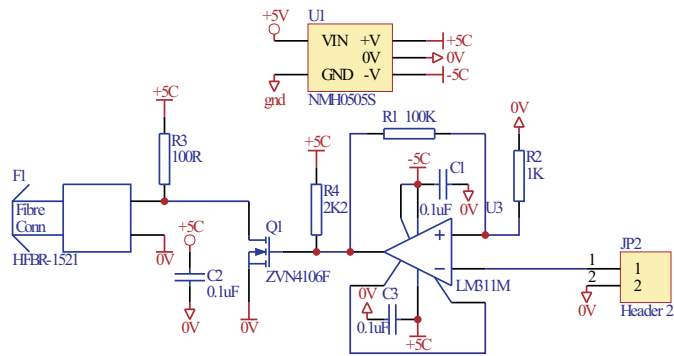 U1
+5V
VIN +V +5C
0V 0V
GND -V -5C
gnd
NMH0505S
R1 100K
0V
+5C
R3
100R
+5C
-5C
C1
R2
1K
F1
Fibre
Conn
HFBR-1521
R4
2K2
0.1uF
0V
U3
+5C
Q1
+
JP2
C2
0.1uF
0V
ZVN4106F
−
LM311M
1 1
2 2
0V
Header 2
0V
C3
0.1uF
+5C
0V
0V